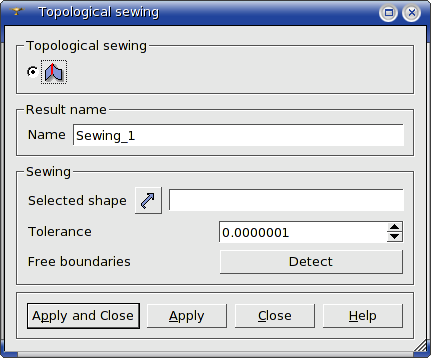 Topological sewing
Topological sewing
Result name
Name Sewing_1
Sewing
Selected shape
Tolerance 0.0000001
Free boundaries Detect
Apply and Close Apply Close Help